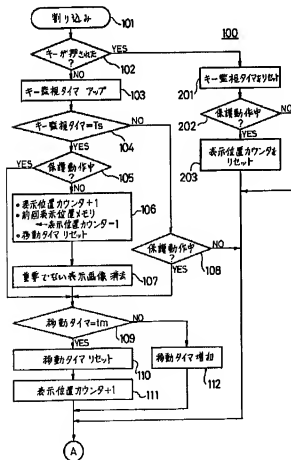 割り込み
101
100
キーが押された
?
YES
102
NO
キー監視タイマ アップ
103
キー監視タイマをリセット
201
キー監視タイマ=Ts
NO
104
YES
保護動作中
?
202
NO
YES
表示位置カウンタを
リセット
203
YES
保護動作中
?
105
NO
•表示位置カウンタ+1
•前回表示位置メモリ
←表示位置カウンター1
•移動タイマ リセット
106
重要でない表示画像 消去
107
保護動作中
?
NO
108
YES
移動タイマ=tm
NO
109
YES
移動タイマ リセット
110
移動タイマ 増加
112
表示位置カウンタ+1
111
A